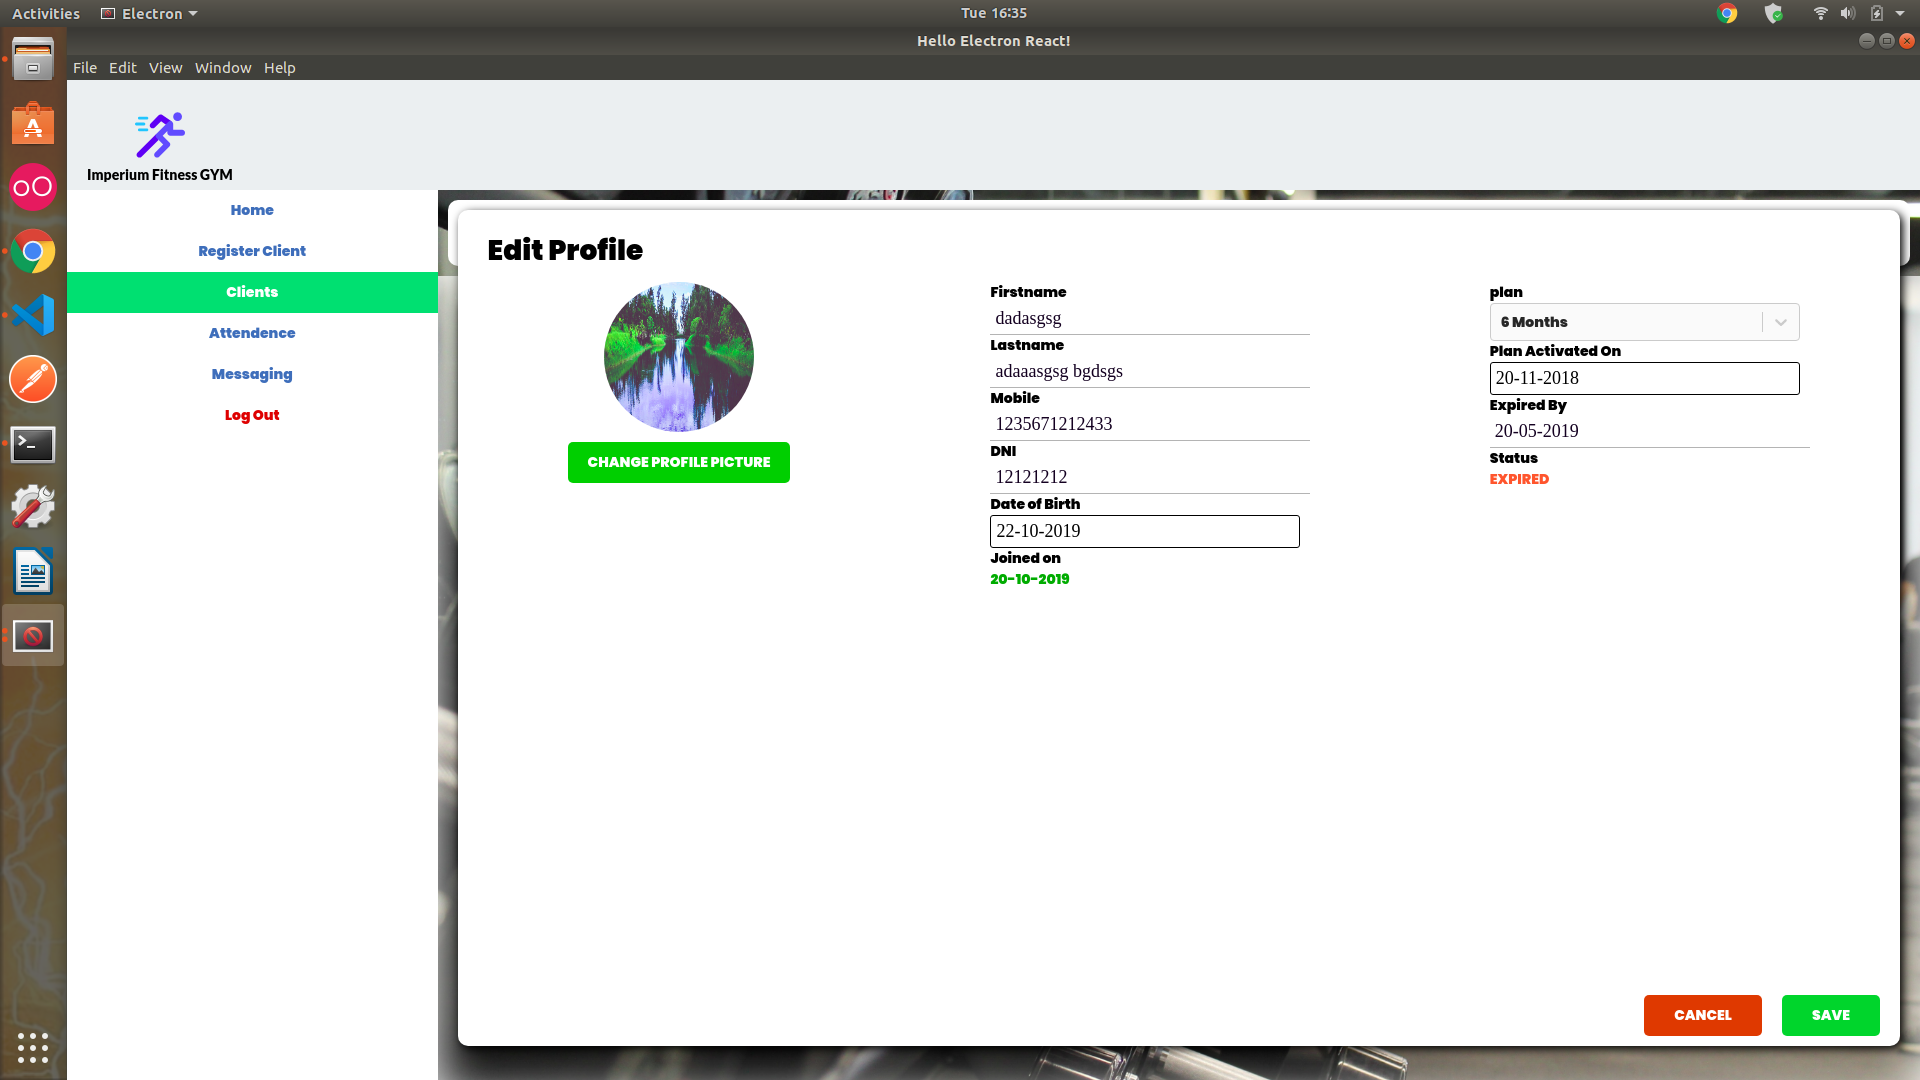 Activities
Electron
Tue 16:35
Hello Electron React!
File Edit View Window Help
Imperium Fitness GYM
Home
Register Client
Clients
Attendence
Messaging
Log Out
Edit Profile
CHANGE PROFILE PICTURE
Firstname
dadasgsg
Lastname
adaaasgsg bgdsgs
Mobile
1235671212433
DNI
12121212
Date of Birth
22-10-2019
Joined on
20-10-2019
plan
6 Months
Plan Activated On
20-11-2018
Expired By
20-05-2019
Status
EXPIRED
CANCEL
SAVE